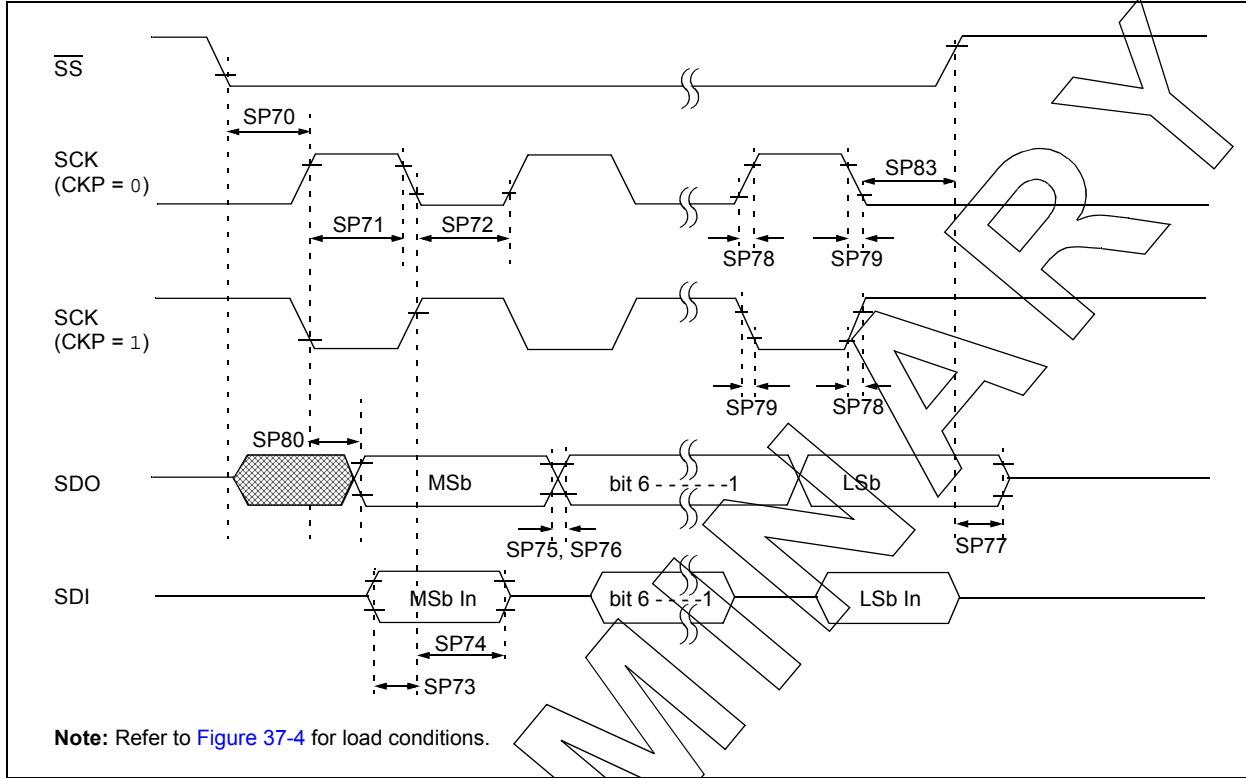 SS
SP70
SCK
(CKP = 0)
SP83
SP71
SP72
SP78
SP79
SCK
(CKP = 1)
SP79
SP78
SP80
SDO
MSb
bit 6 - - - - - -1
LSb
SP75, SP76
SP77
SDI
MSb In
bit 6 - - - -1
LSb In
SP74
SP73
Note: Refer to Figure 37-4 for load conditions.
MINARY